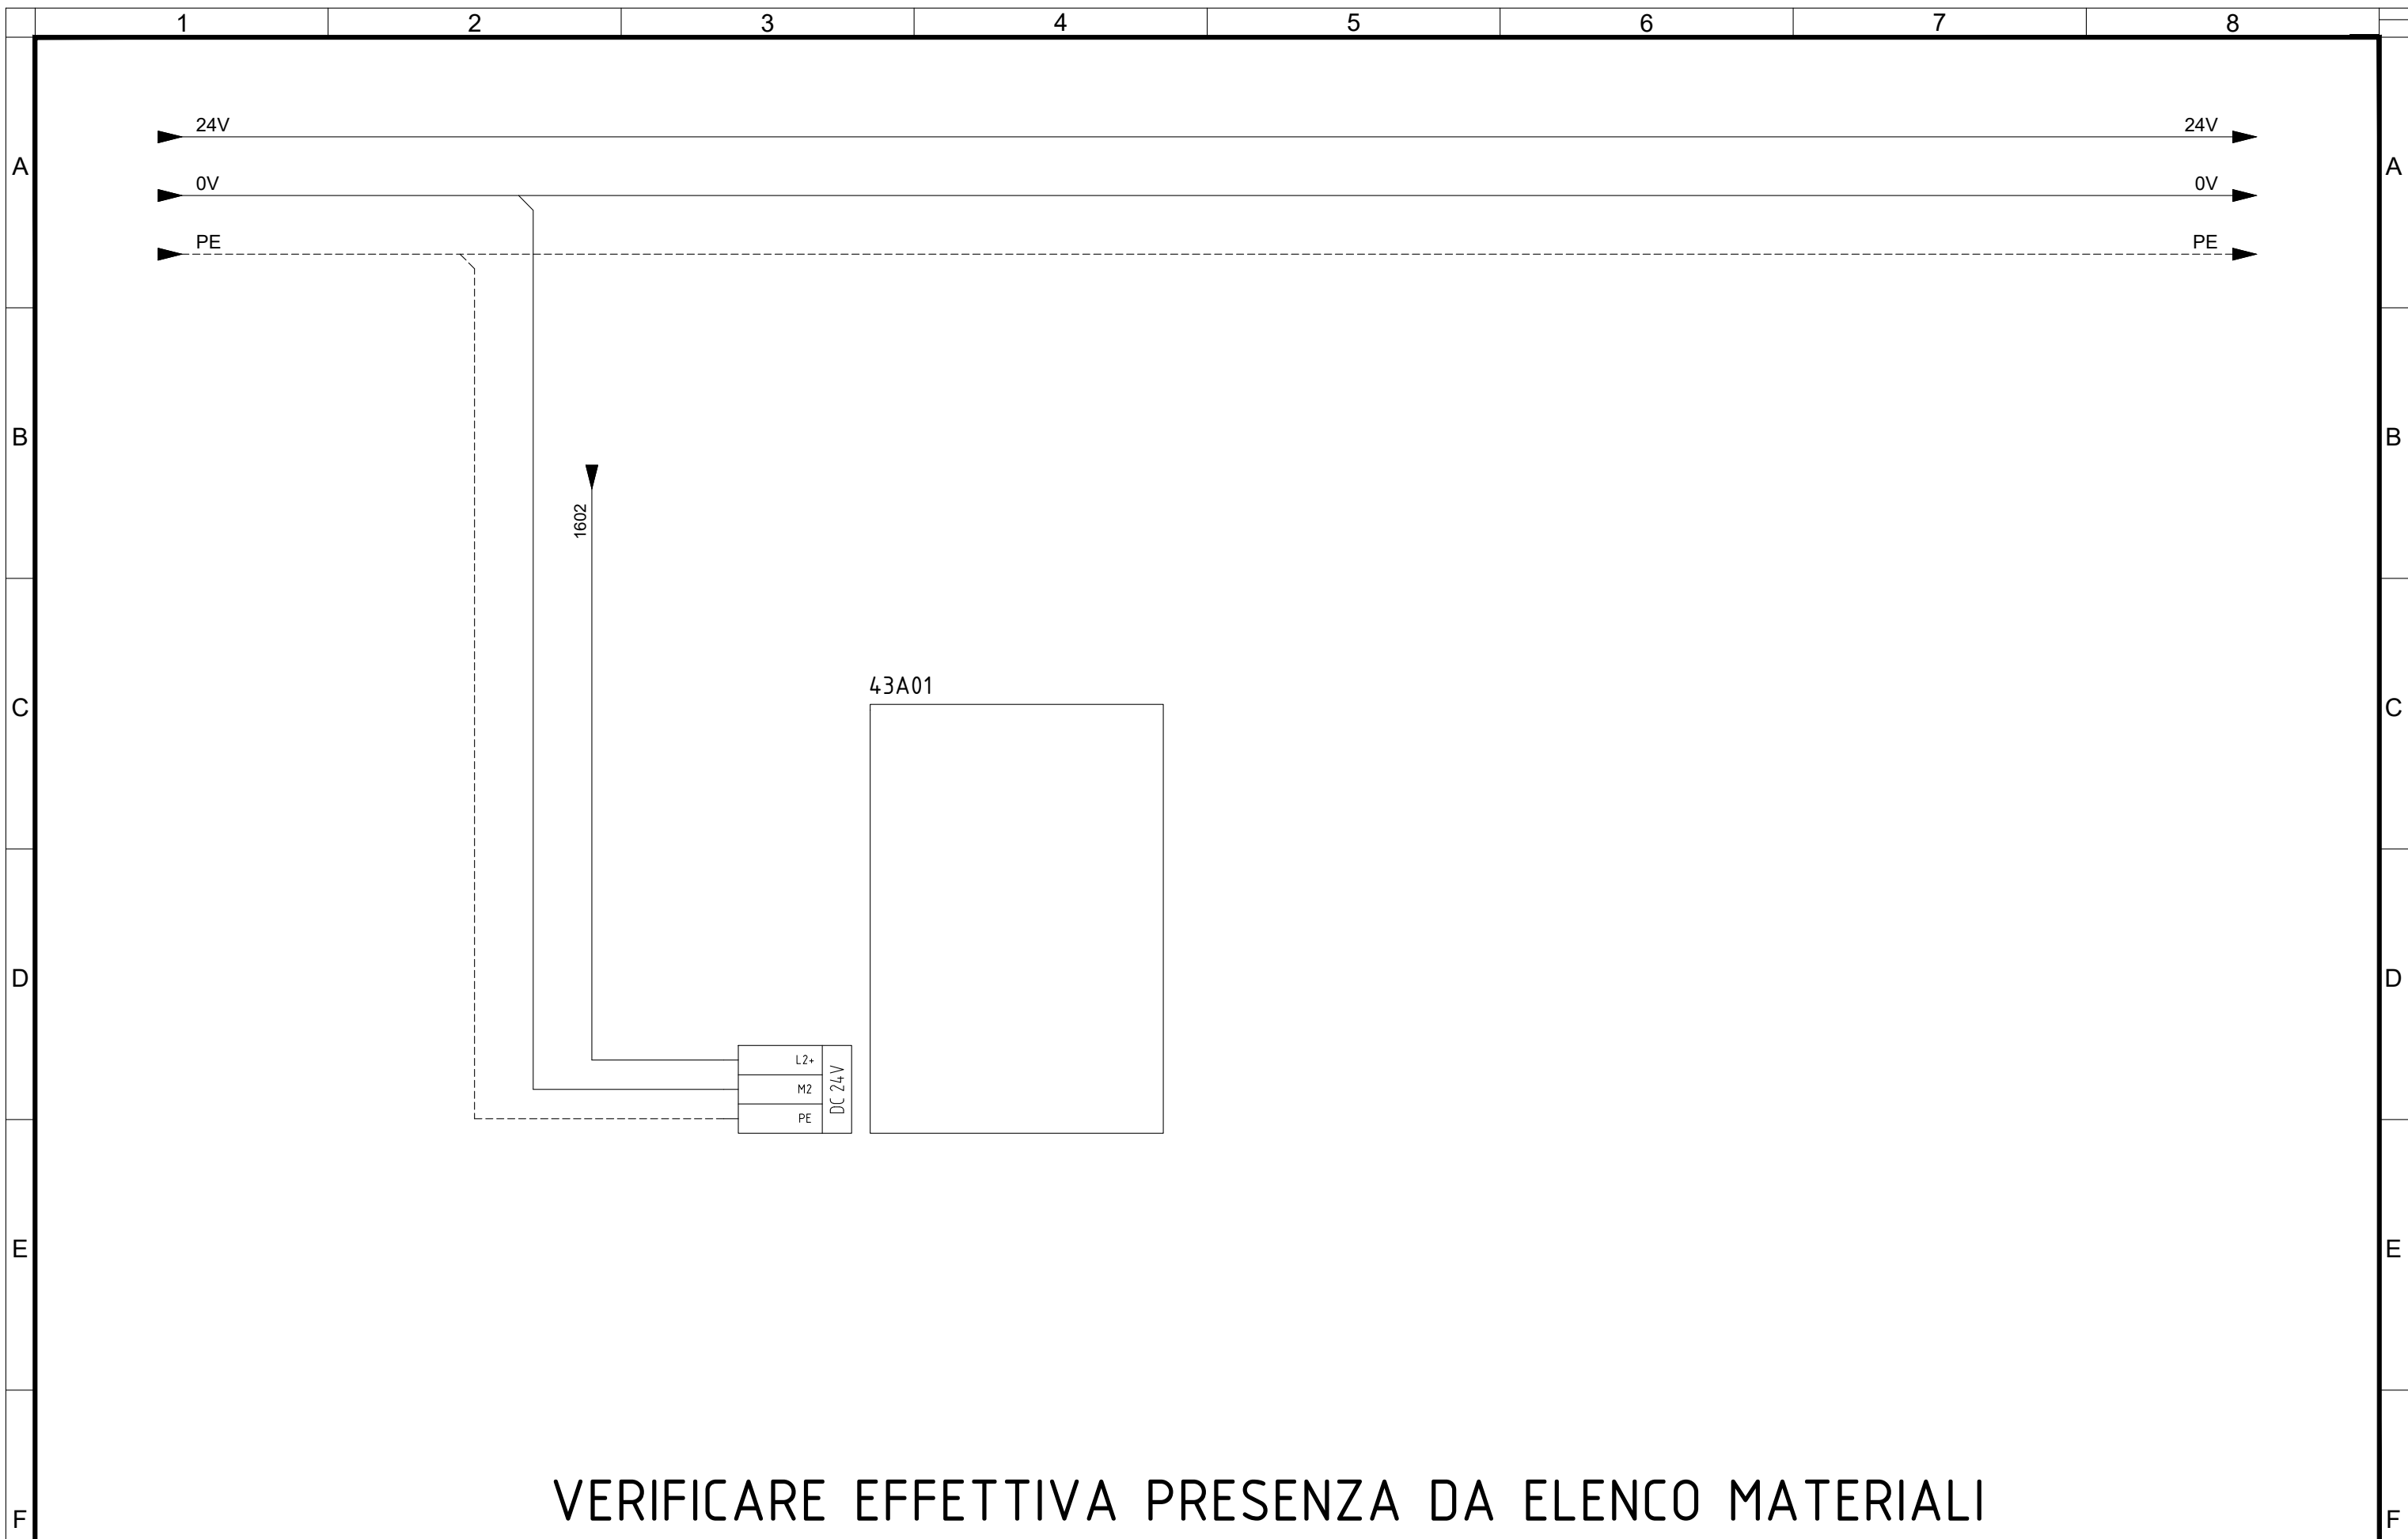 1 2 3 4 5 6 7 8
24V 24V
A A
0V 0V
PE PE
B B
1602
43A01
C C
D D
L2+
M2
PE
DC 24V
E E
VERIFICARE EFFETTIVA PRESENZA DA ELENCO MATERIALI
F F